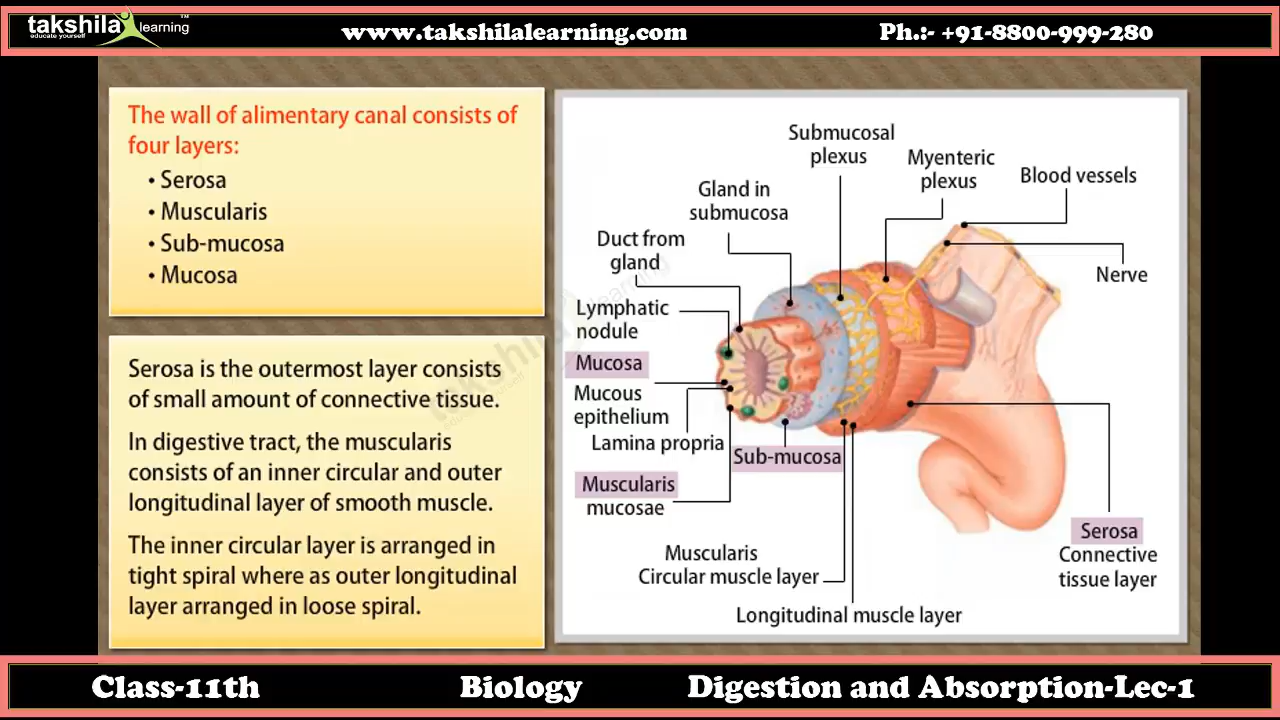 takshila learning
TM
educate yourself
www.takshilalearning.com
Ph.:- +91-8800-999-280
The wall of alimentary canal consists of
four layers:
• Serosa
• Muscularis
• Sub-mucosa
• Mucosa
Serosa is the outermost layer consists
of small amount of connective tissue.
In digestive tract, the muscularis
consists of an inner circular and outer
longitudinal layer of smooth muscle.
The inner circular layer is arranged in
tight spiral where as outer longitudinal
layer arranged in loose spiral.
Submucosal
plexus
Myenteric
plexus
Blood vessels
Gland in
submucosa
Duct from
gland
Nerve
Lymphatic
nodule
Mucosa
Mucous
epithelium
Lamina propria
Sub-mucosa
Muscularis
mucosae
Serosa
Connective
tissue layer
Muscularis
Circular muscle layer
Longitudinal muscle layer
takshila learning
Class-11th
Biology
Digestion and Absorption-Lec-1